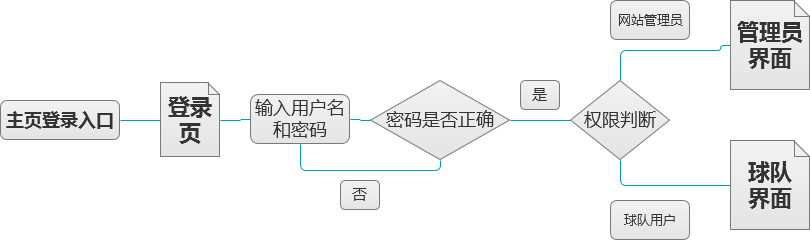 主页登录入口
登录
页
输入用户名
和密码
密码是否正确
否
是
权限判断
网站管理员
管理员
界面
球队用户
球队
界面